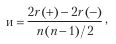 и = 2r(+) − 2r(−) / n(n−1)/2 ,